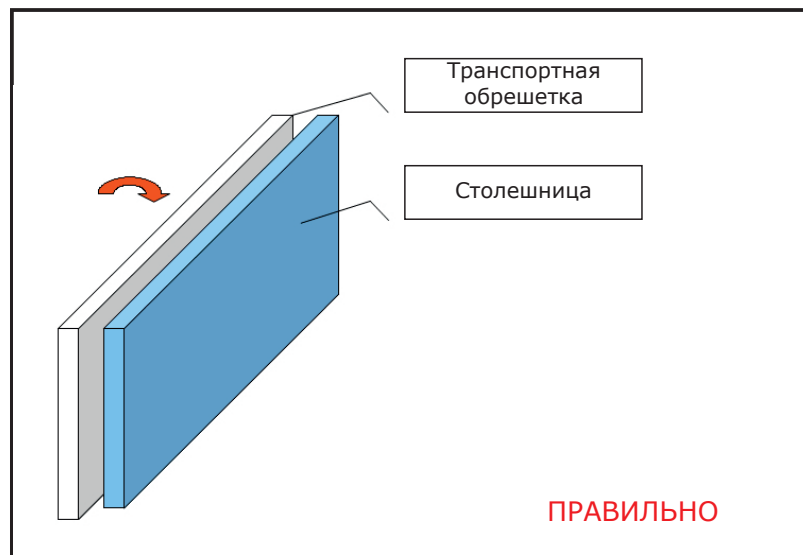 Транспортная
обрешетка
Столешница
ПРАВИЛЬНО